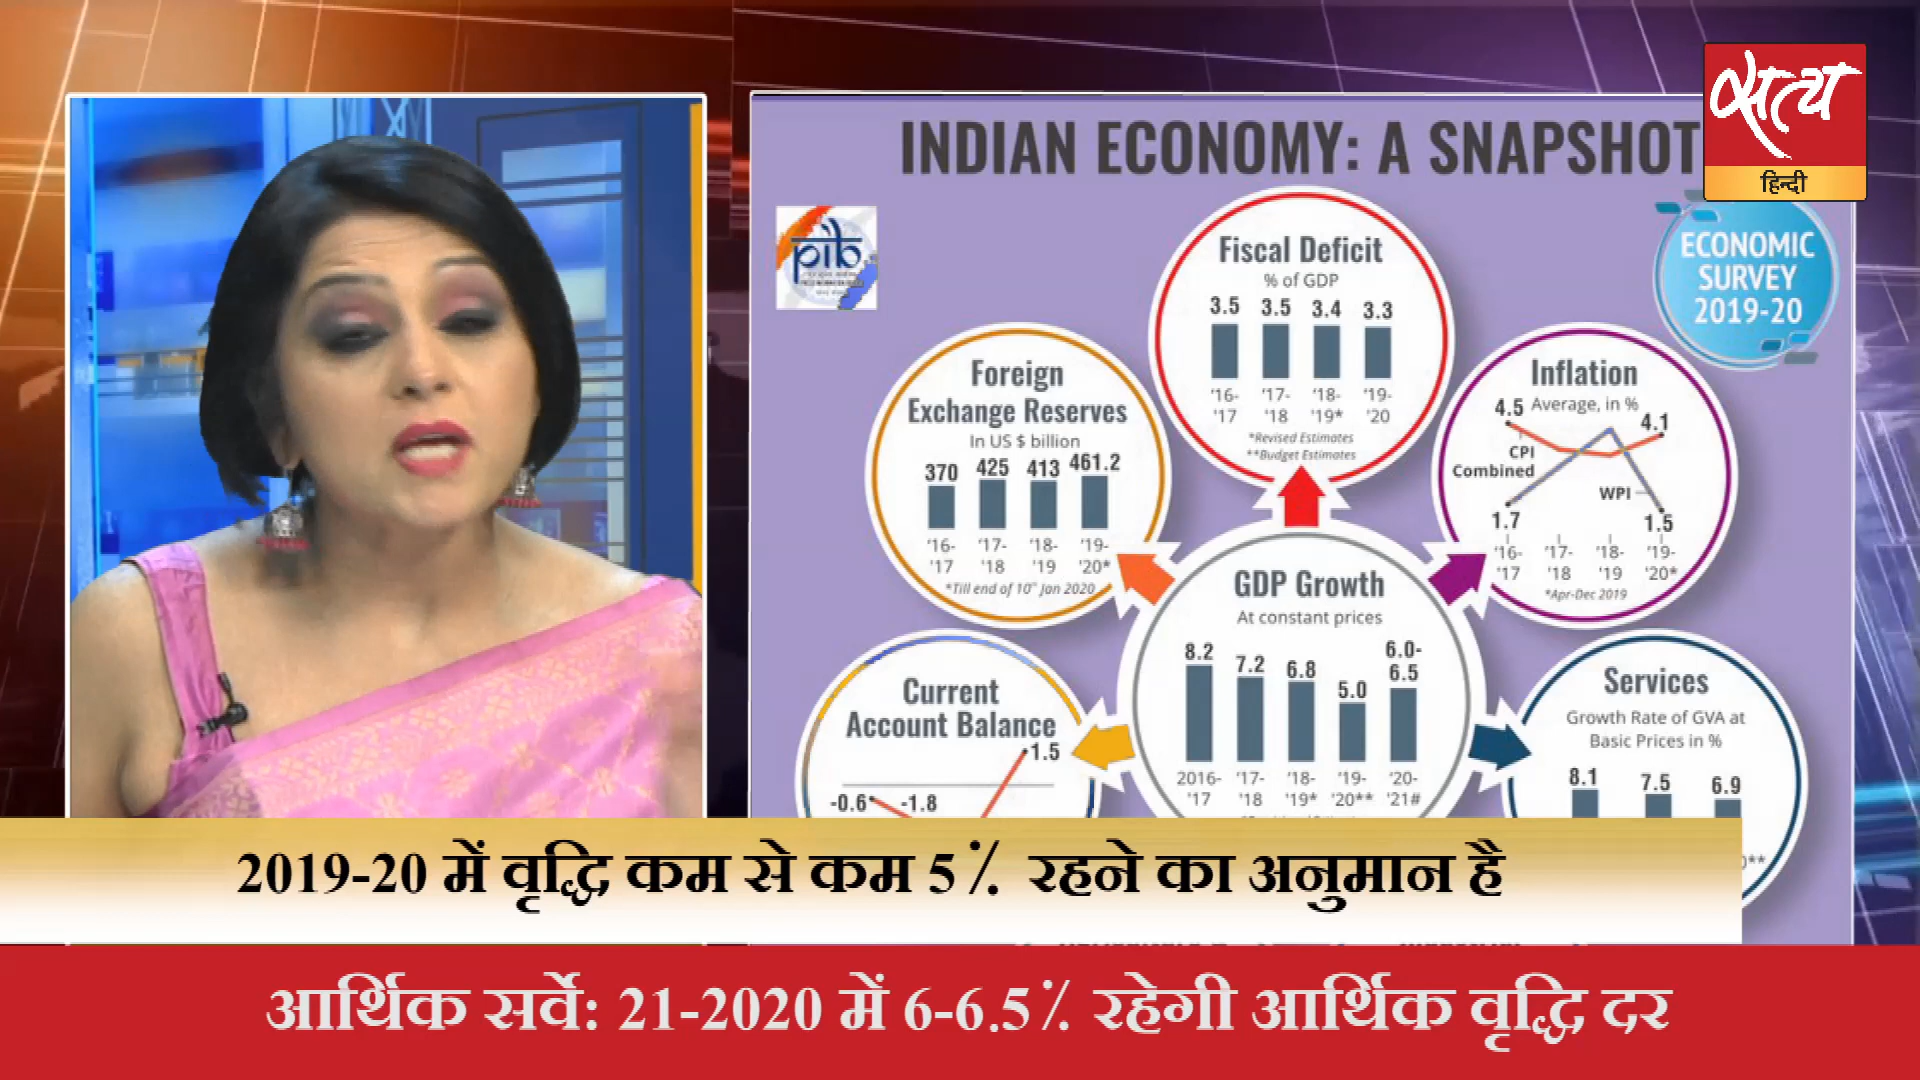 सत्य
हिन्दी
INDIAN ECONOMY: A SNAPSHOT
pib
ECONOMIC
SURVEY
2019-20
Fiscal Deficit
% of GDP
3.5 3.5 3.4 3.3
'16- '17- '18- '19-
'17 '18 '19* '20
*Revised Estimates
**Budget Estimates
Foreign
Exchange Reserves
In US $ billion
370 425 413 461.2
'16- '17- '18- '19-
'17 '18 '19 '20*
*Till end of 10th Jan 2020
Inflation
Average, in %
4.5 4.1
CPI
Combined
WPI
1.7 1.5
'16- '17- '18- '19-
'17 '18 '19 '20*
*Apr-Dec 2019
GDP Growth
At constant prices
8.2 7.2 6.8 5.0 6.0-
6.5
2016- '17- '18- '19- '20-
'17 '18 '19* '20** '21#
Current
Account Balance
1.5
-0.6 -1.8
Services
Growth Rate of GVA at
Basic Prices in %
8.1 7.5 6.9
2019-20 में वृद्धि कम से कम 5% रहने का अनुमान है
आर्थिक सर्वे: 21-2020 में 6-6.5% रहेगी आर्थिक वृद्धि दर